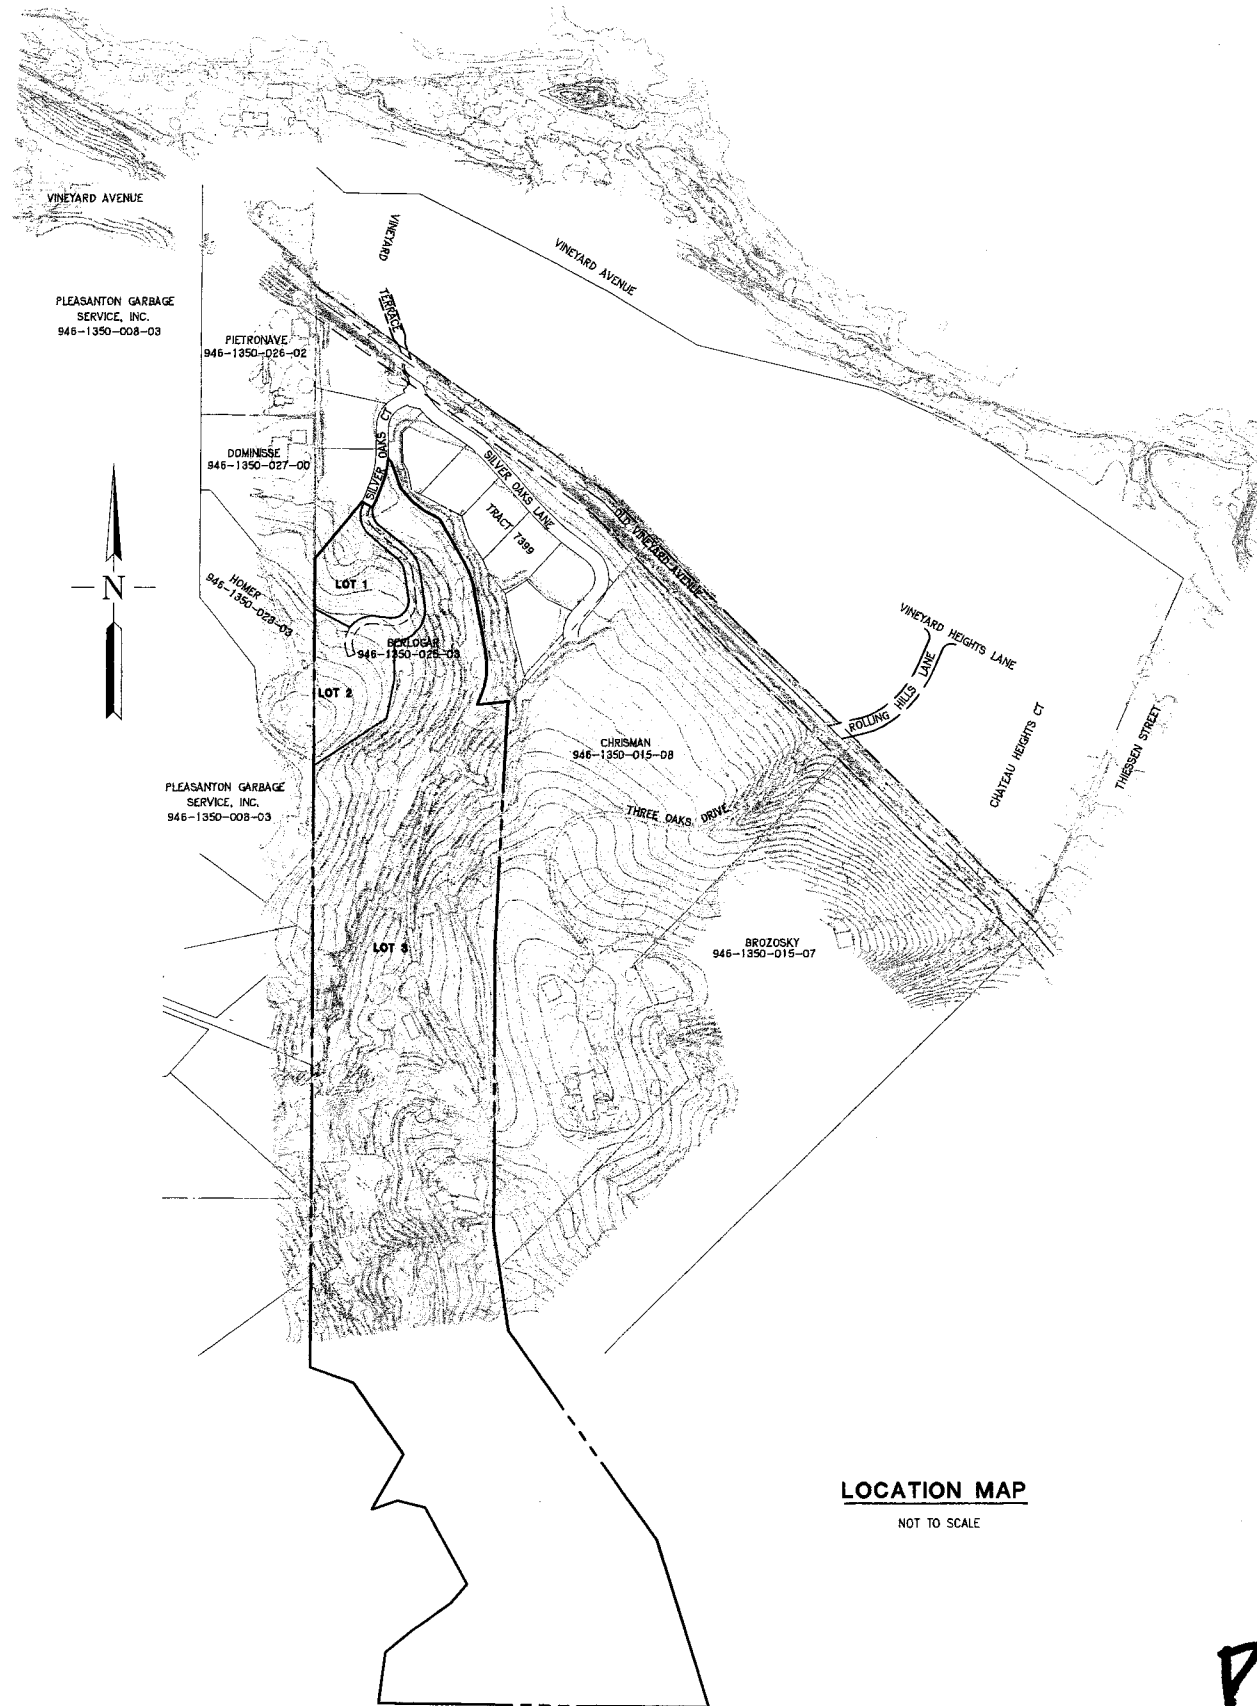 VINEYARD AVENUE
VINEYARD
TERRACE
VINEYARD AVENUE
PLEASANTON GARBAGE
SERVICE, INC.
946-1350-008-03
PIETRONAVE
946-1350-026-02
DOMINISSE
946-1350-027-00
SILVER OAKS CT
SILVER OAKS LANE
TRACT 7399
OLD VINEYARD AVENUE
N
HOMER
946-1350-028-03
LOT 1
BERLOGAR
946-1350-025-03
LOT 2
VINEYARD HEIGHTS LANE
ROLLING HILLS LANE
CHATEAU HEIGHTS CT
THIESSEN STREET
CHRISMAN
946-1350-015-08
THREE OAKS DRIVE
PLEASANTON GARBAGE
SERVICE, INC.
946-1350-008-03
LOT 3
BROZOSKY
946-1350-015-07
LOCATION MAP
NOT TO SCALE